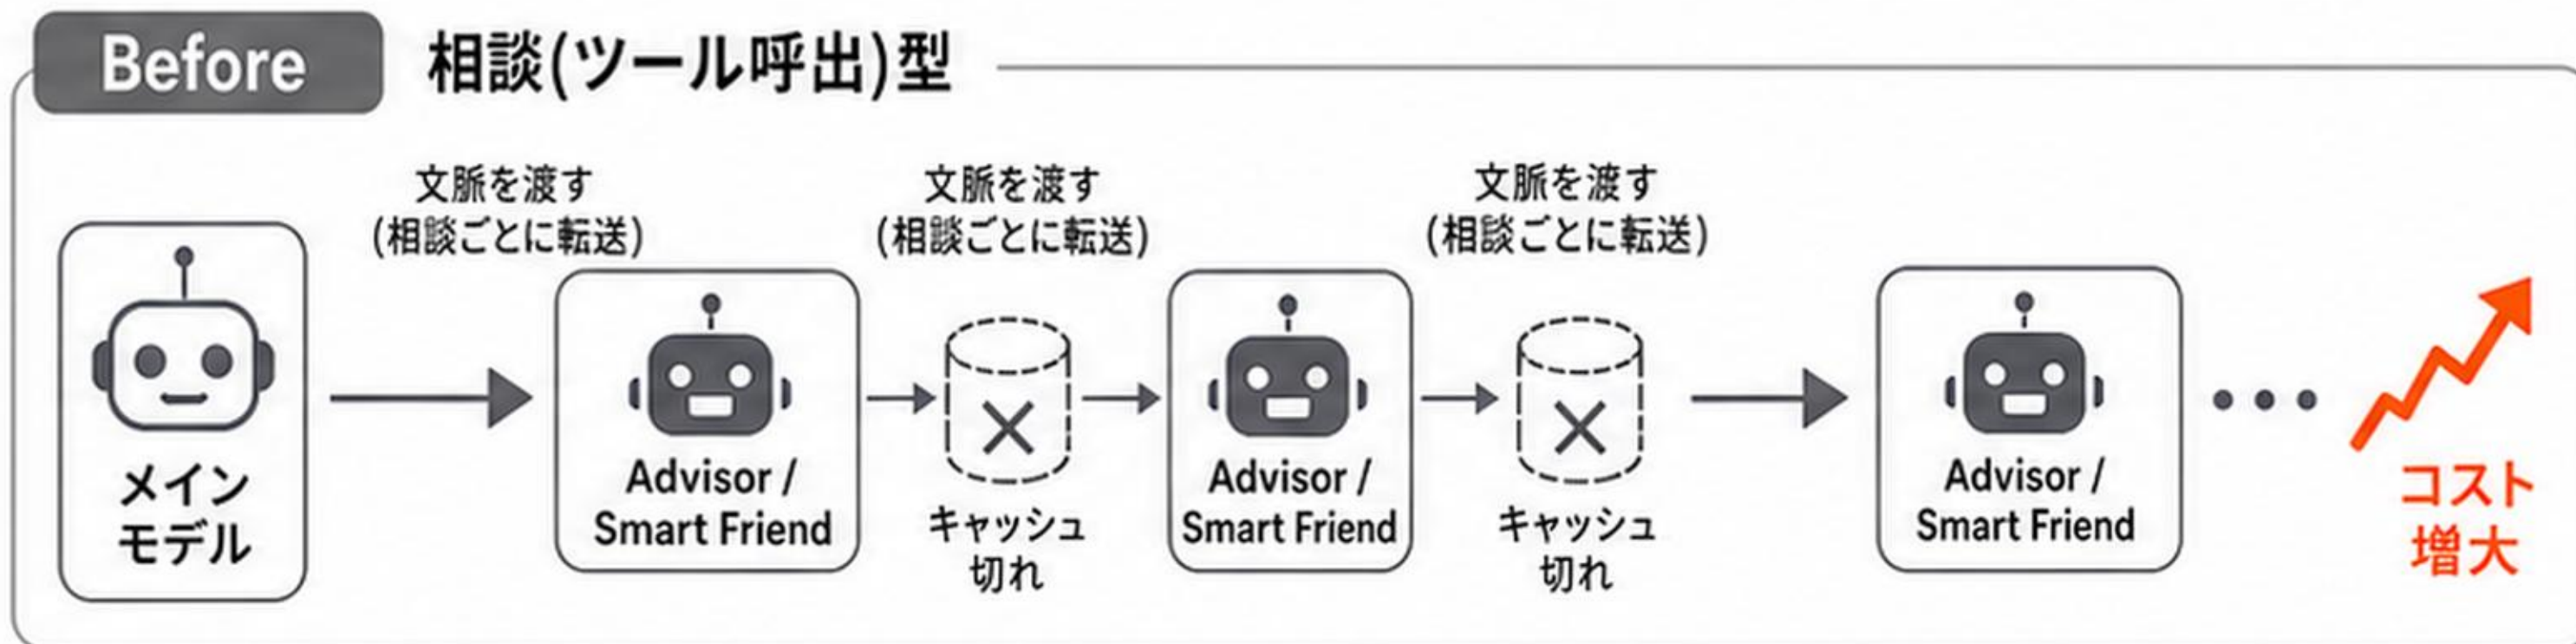 Before
相談(ツール呼出)型
文脈を渡す
(相談ごとに転送)
文脈を渡す
(相談ごとに転送)
文脈を渡す
(相談ごとに転送)
メイン
モデル
Advisor /
Smart Friend
キャッシュ
切れ
Advisor /
Smart Friend
キャッシュ
切れ
Advisor /
Smart Friend
コスト
増大